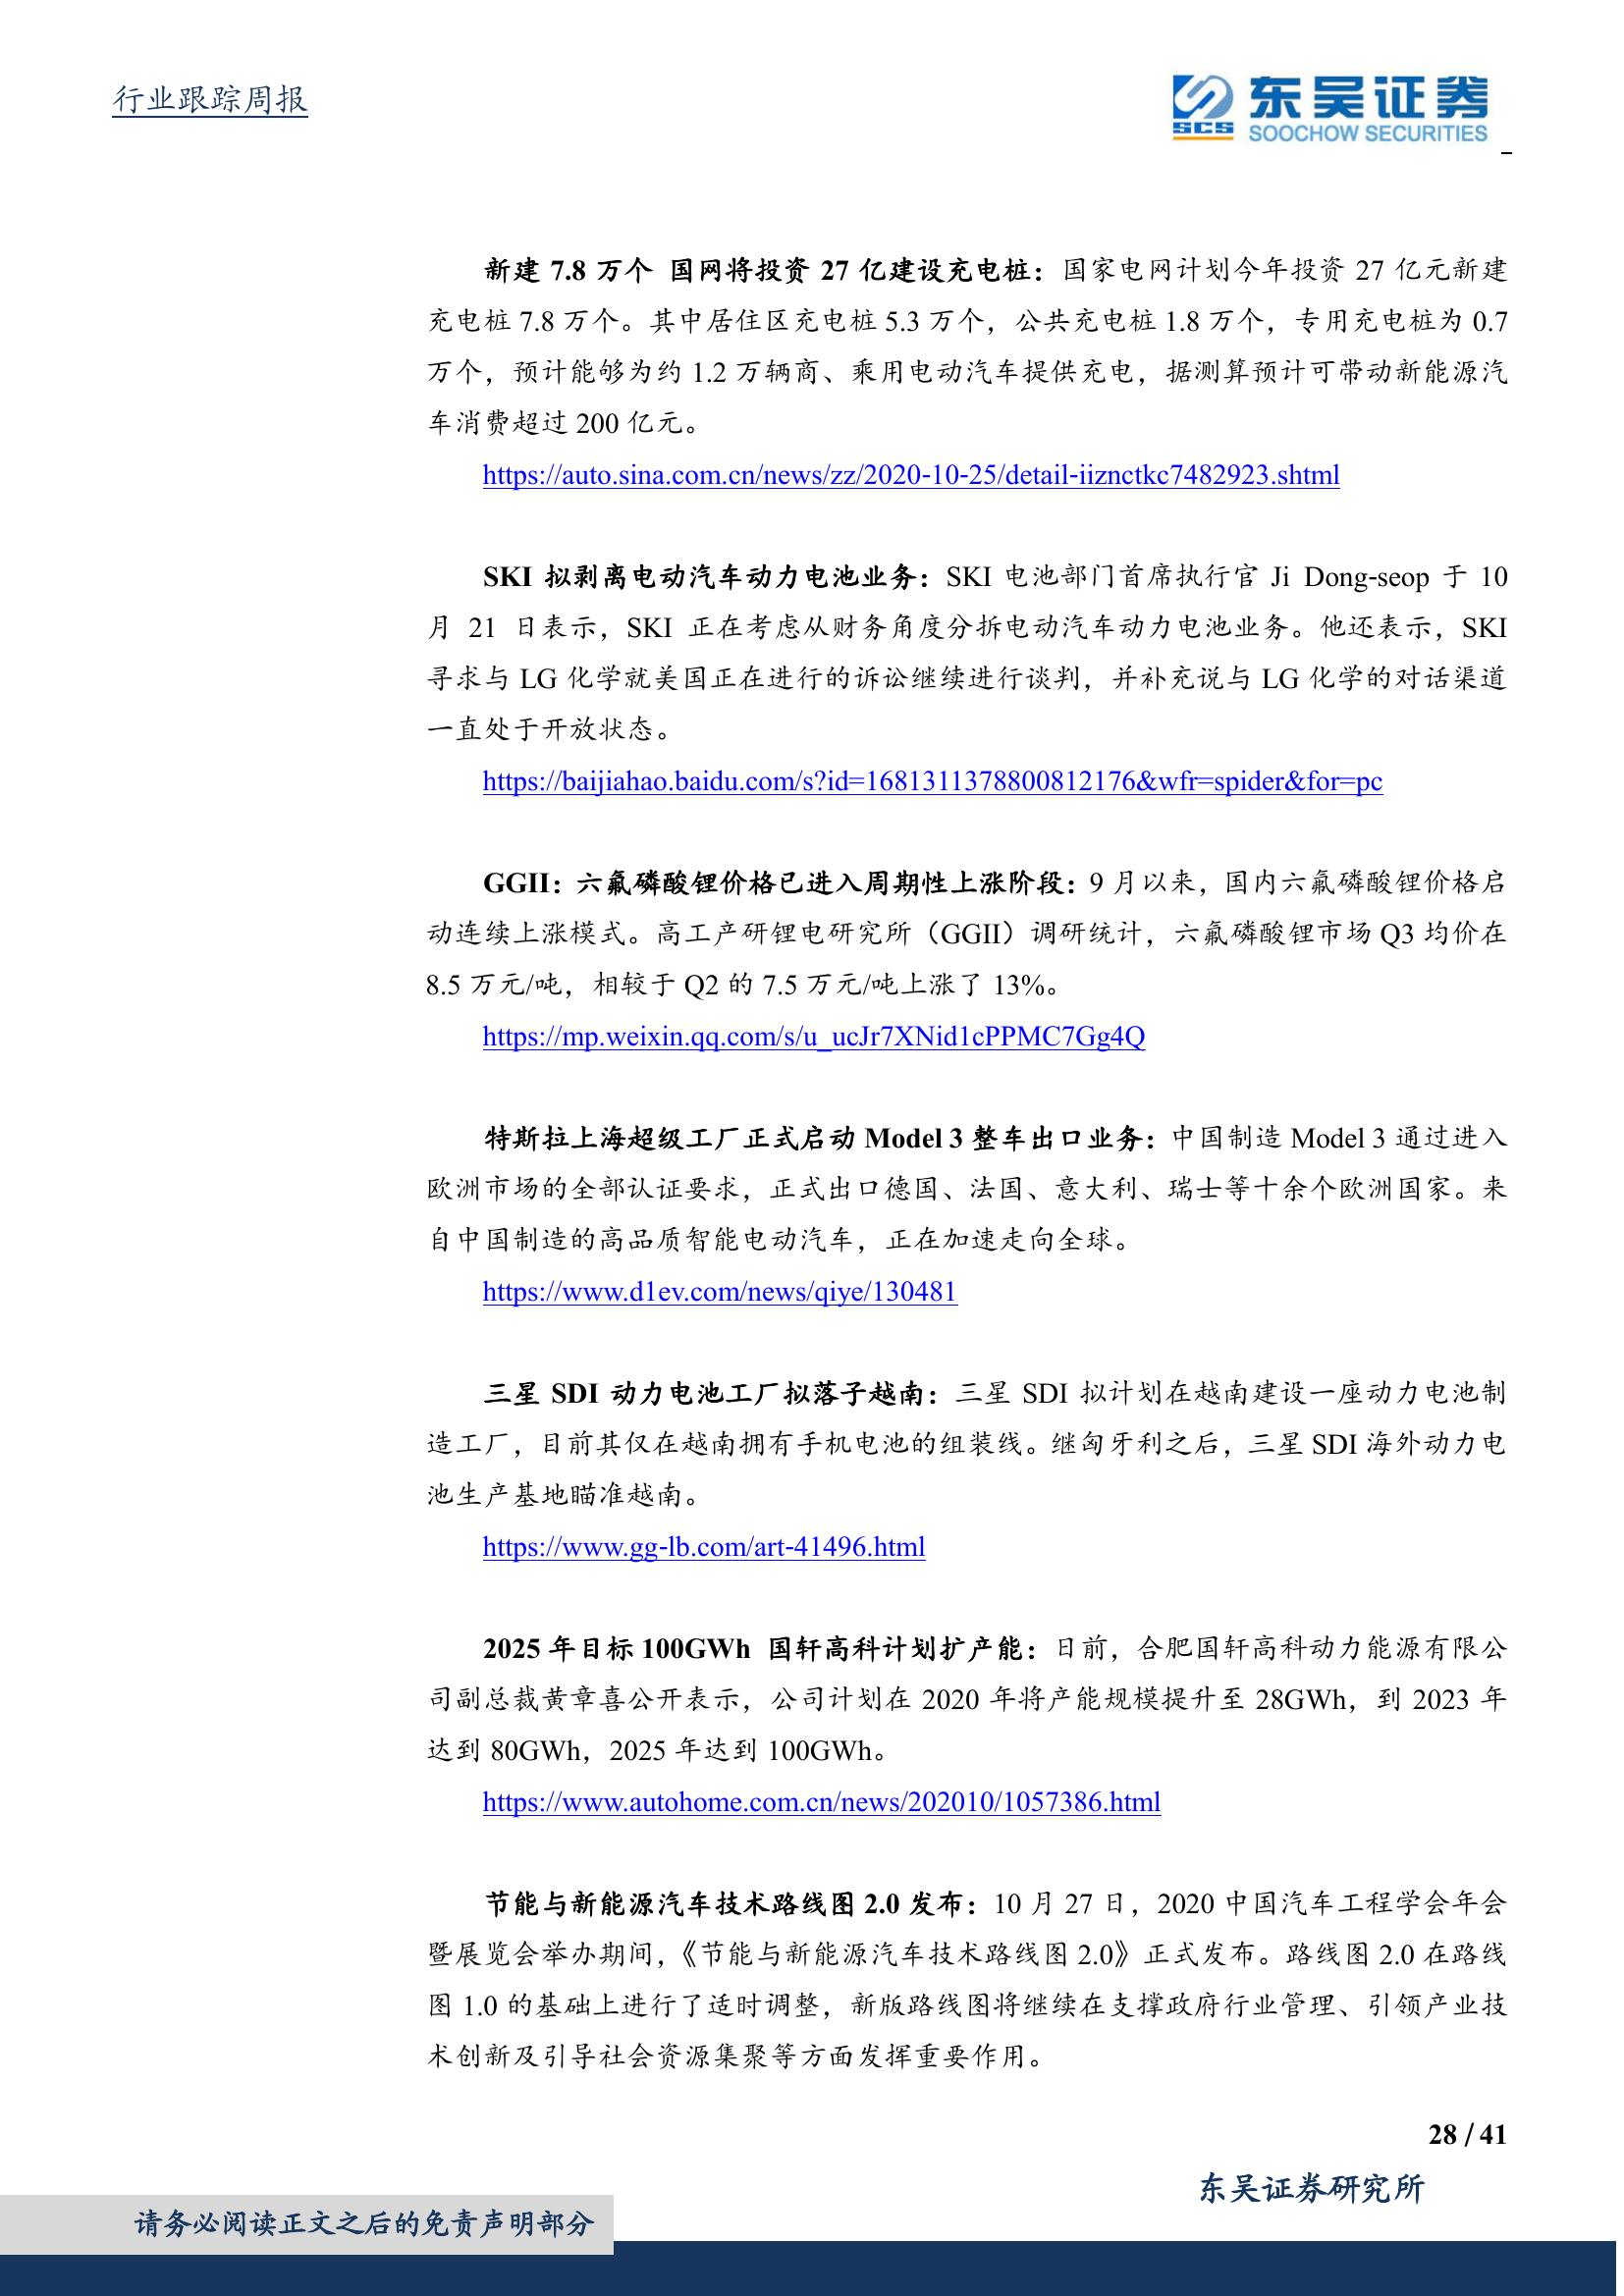 行业跟踪周报
SCS 东吴证券
SOOCHOW SECURITIES
新建 7.8 万个 国网将投资 27 亿建设充电桩：国家电网计划今年投资 27 亿元新建
充电桩 7.8 万个。其中居住区充电桩 5.3 万个，公共充电桩 1.8 万个，专用充电桩为 0.7
万个，预计能够为约 1.2 万辆商、乘用电动汽车提供充电，据测算预计可带动新能源汽
车消费超过 200 亿元。
https://auto.sina.com.cn/news/zz/2020-10-25/detail-iiznctkc7482923.shtml
SKI 拟剥离电动汽车动力电池业务：SKI 电池部门首席执行官 Ji Dong-seop 于 10
月 21 日表示，SKI 正在考虑从财务角度分拆电动汽车动力电池业务。他还表示，SKI
寻求与 LG 化学就美国正在进行的诉讼继续进行谈判，并补充说与 LG 化学的对话渠道
一直处于开放状态。
https://baijiahao.baidu.com/s?id=1681311378800812176&wfr=spider&for=pc
GGII：六氟磷酸锂价格已进入周期性上涨阶段：9 月以来，国内六氟磷酸锂价格启
动连续上涨模式。高工产研锂电研究所（GGII）调研统计，六氟磷酸锂市场 Q3 均价在
8.5 万元/吨，相较于 Q2 的 7.5 万元/吨上涨了 13%。
https://mp.weixin.qq.com/s/u_ucJr7XNid1cPPMC7Gg4Q
特斯拉上海超级工厂正式启动 Model 3 整车出口业务：中国制造 Model 3 通过进入
欧洲市场的全部认证要求，正式出口德国、法国、意大利、瑞士等十余个欧洲国家。来
自中国制造的高品质智能电动汽车，正在加速走向全球。
https://www.d1ev.com/news/qiye/130481
三星 SDI 动力电池工厂拟落子越南：三星 SDI 拟计划在越南建设一座动力电池制
造工厂，目前其仅在越南拥有手机电池的组装线。继匈牙利之后，三星 SDI 海外动力电
池生产基地瞄准越南。
https://www.gg-lb.com/art-41496.html
2025 年目标 100GWh 国轩高科计划扩产能：日前，合肥国轩高科动力能源有限公
司副总裁黄章喜公开表示，公司计划在 2020 年将产能规模提升至 28GWh，到 2023 年
达到 80GWh，2025 年达到 100GWh。
https://www.autohome.com.cn/news/202010/1057386.html
节能与新能源汽车技术路线图 2.0 发布：10 月 27 日，2020 中国汽车工程学会年会
暨展览会举办期间，《节能与新能源汽车技术路线图 2.0》正式发布。路线图 2.0 在路线
图 1.0 的基础上进行了适时调整，新版路线图将继续在支撑政府行业管理、引领产业技
术创新及引导社会资源集聚等方面发挥重要作用。
28 / 41
东吴证券研究所
请务必阅读正文之后的免责声明部分